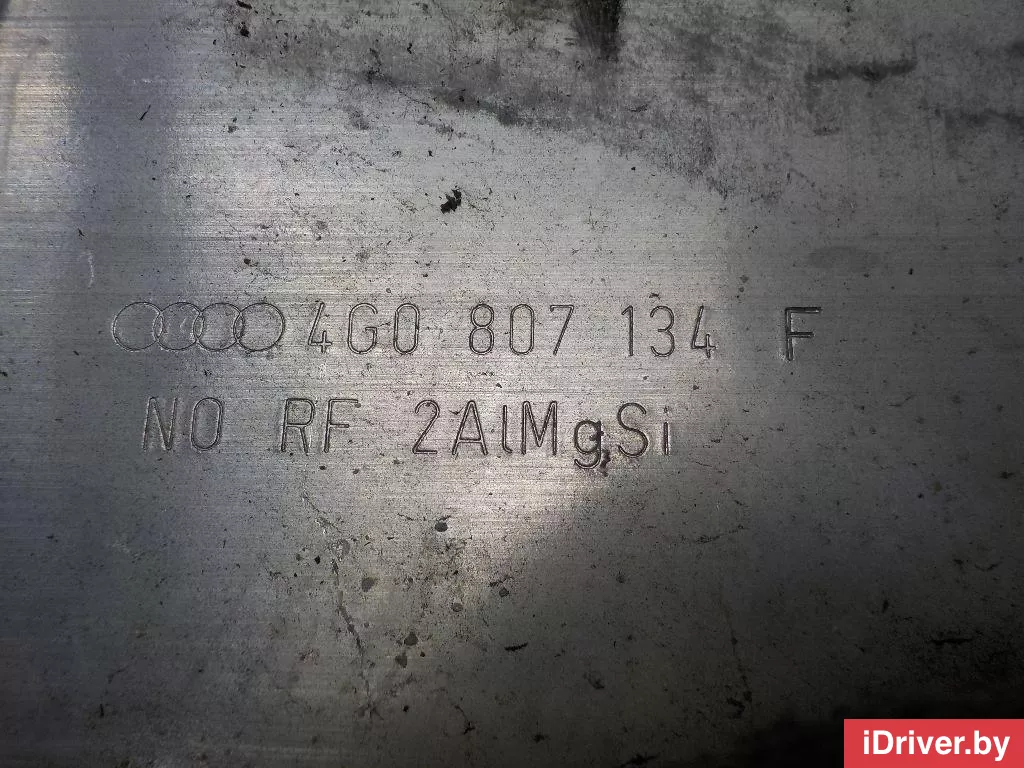 4G0 807 134 F
NO RF 2AlMgSi
iDriver.by